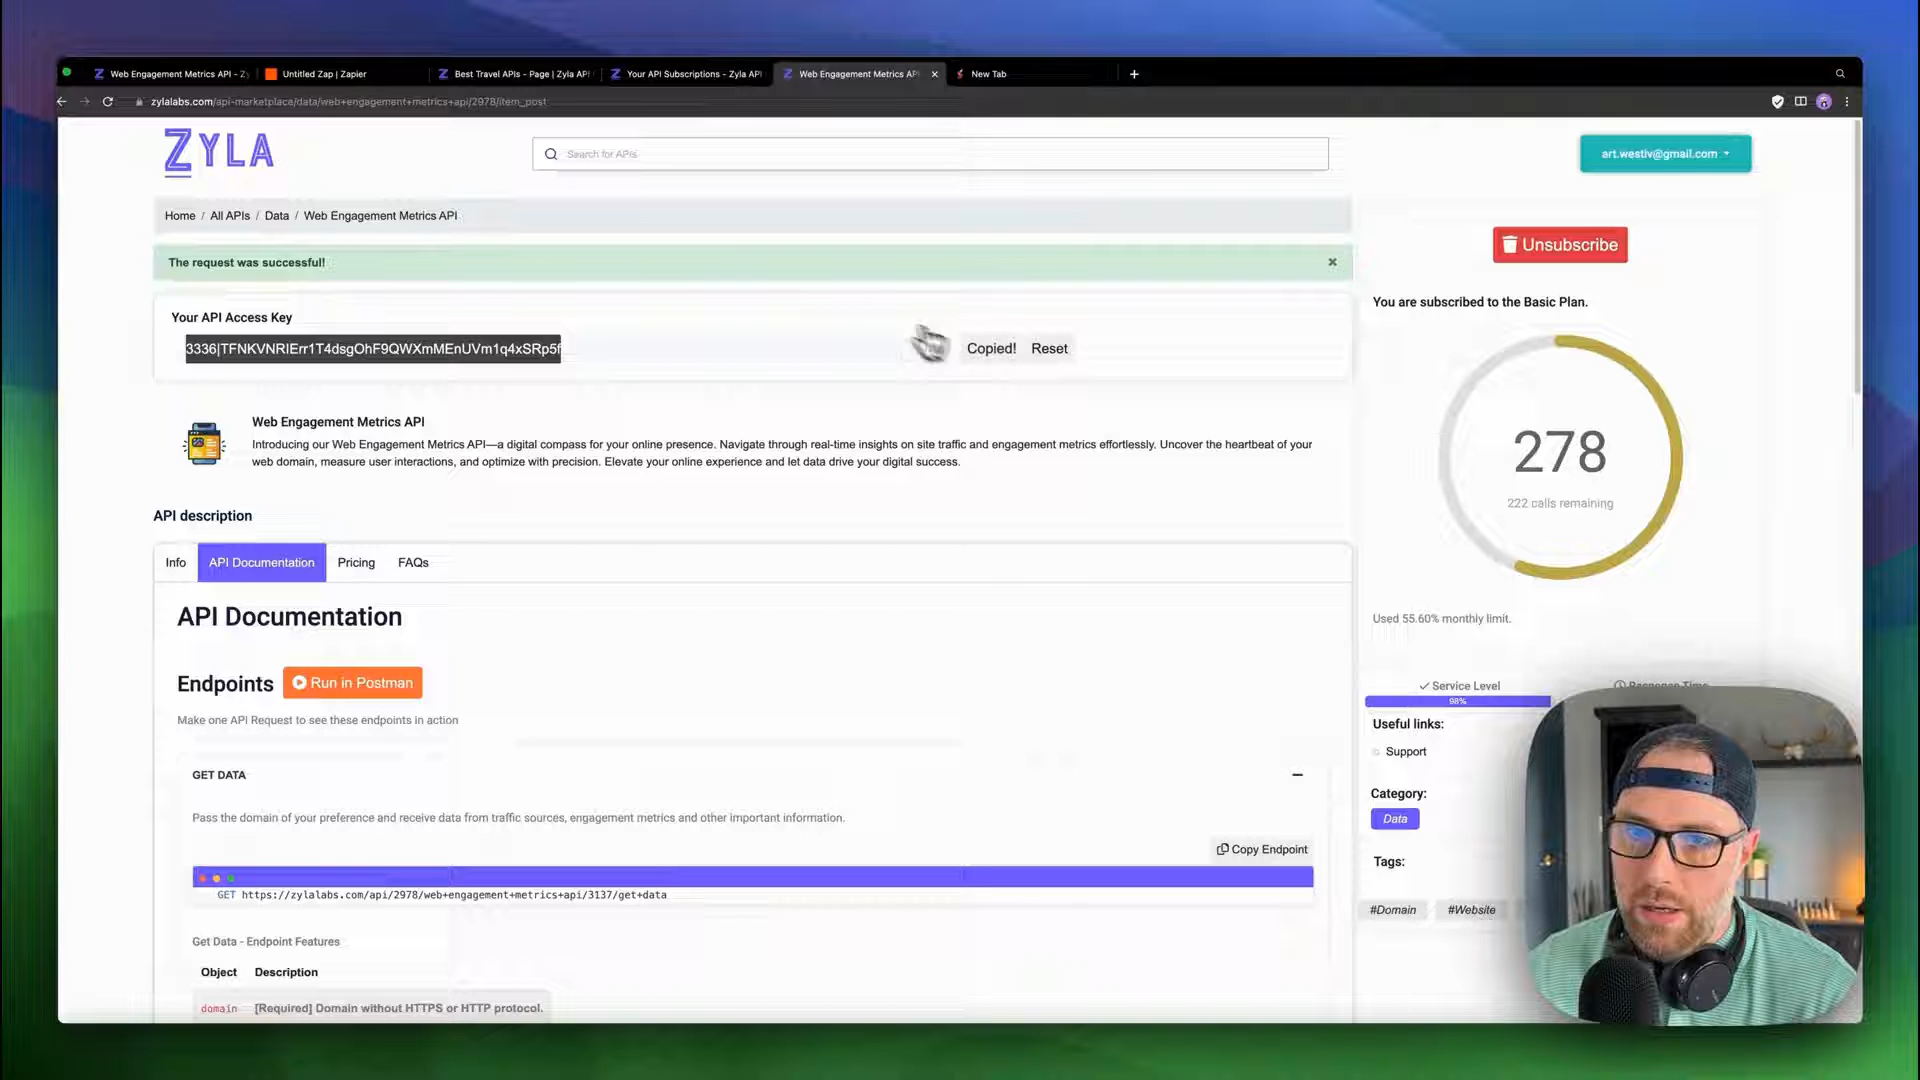 Web Engagement Metrics API - Zy
Untitled Zap | Zapier
Best Travel APIs - Page | Zyla API
Your API Subscriptions - Zyla API
Web Engagement Metrics AP
New Tab
zylalabs.com/api-marketplace/data/web+engagement+metrics+api/2978/item_post
ZYLA
Search for APIs
art.westiv@gmail.com
Home / All APIs / Data / Web Engagement Metrics API
Unsubscribe
The request was successful!
You are subscribed to the Basic Plan.
Your API Access Key
3336|TFNKVNRIErr1T4dsgOhF9QWXmMEnUVm1q4xSRp5f
Copied! Reset
Web Engagement Metrics API
Introducing our Web Engagement Metrics API—a digital compass for your online presence. Navigate through real-time insights on site traffic and engagement metrics effortlessly. Uncover the heartbeat of your
web domain, measure user interactions, and optimize with precision. Elevate your online experience and let data drive your digital success.
278
222 calls remaining
API description
Info API Documentation Pricing FAQs
API Documentation
Used 55.60% monthly limit.
Endpoints
Run in Postman
Make one API Request to see these endpoints in action
Service Level
Response Time
98%
Useful links:
Support
GET DATA
Category:
Data
Pass the domain of your preference and receive data from traffic sources, engagement metrics and other important information.
Copy Endpoint
Tags:
GET https://zylalabs.com/api/2978/web+engagement+metrics+api/3137/get+data
#Domain #Website
Get Data - Endpoint Features
Object Description
domain [Required] Domain without HTTPS or HTTP protocol.